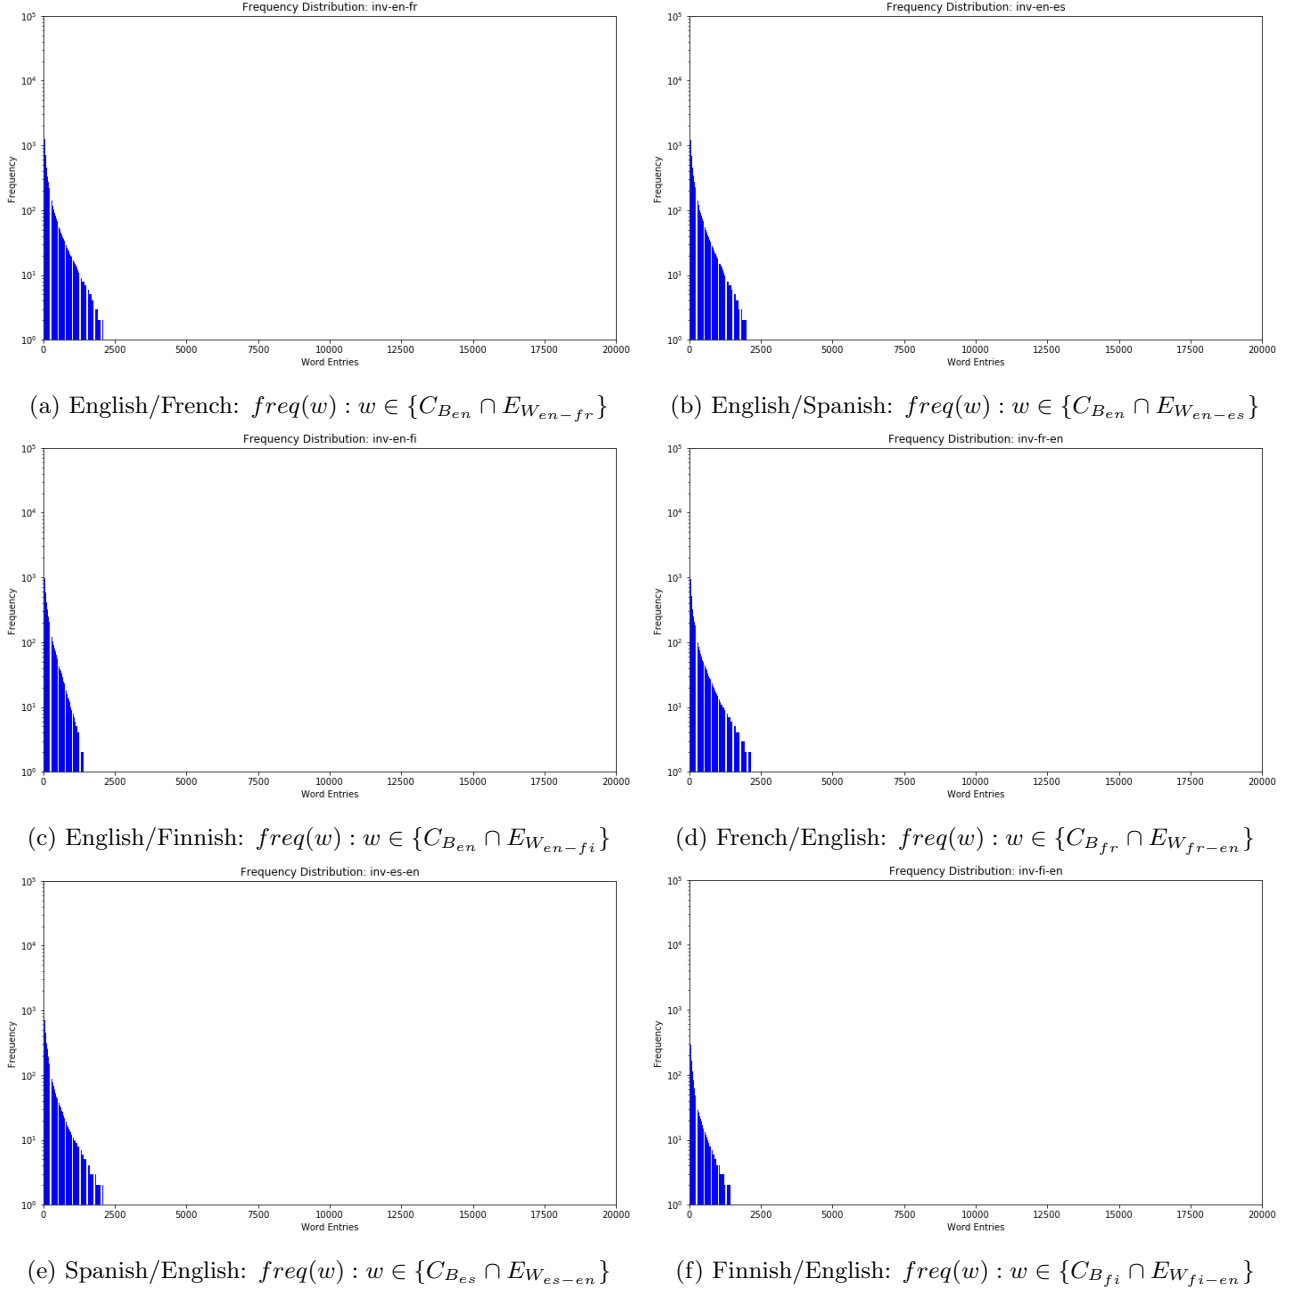 Frequency Distribution: inv-en-fr
10^5
10^4
10^3
10^2
10^1
10^0
Frequency
0 2500 5000 7500 10000 12500 15000 17500 20000
Word Entries
(a) English/French: freq(w) : w ∈ {C_{B_{en}} ∩ E_{W_{en-fr}}}
Frequency Distribution: inv-en-es
10^5
10^4
10^3
10^2
10^1
10^0
Frequency
0 2500 5000 7500 10000 12500 15000 17500 20000
Word Entries
(b) English/Spanish: freq(w) : w ∈ {C_{B_{en}} ∩ E_{W_{en-es}}}
Frequency Distribution: inv-en-fi
10^5
10^4
10^3
10^2
10^1
10^0
Frequency
0 2500 5000 7500 10000 12500 15000 17500 20000
Word Entries
(c) English/Finnish: freq(w) : w ∈ {C_{B_{en}} ∩ E_{W_{en-fi}}}
Frequency Distribution: inv-fr-en
10^5
10^4
10^3
10^2
10^1
10^0
Frequency
0 2500 5000 7500 10000 12500 15000 17500 20000
Word Entries
(d) French/English: freq(w) : w ∈ {C_{B_{fr}} ∩ E_{W_{fr-en}}}
Frequency Distribution: inv-es-en
10^5
10^4
10^3
10^2
10^1
10^0
Frequency
0 2500 5000 7500 10000 12500 15000 17500 20000
Word Entries
(e) Spanish/English: freq(w) : w ∈ {C_{B_{es}} ∩ E_{W_{es-en}}}
Frequency Distribution: inv-fi-en
10^5
10^4
10^3
10^2
10^1
10^0
Frequency
0 2500 5000 7500 10000 12500 15000 17500 20000
Word Entries
(f) Finnish/English: freq(w) : w ∈ {C_{B_{fi}} ∩ E_{W_{fi-en}}}